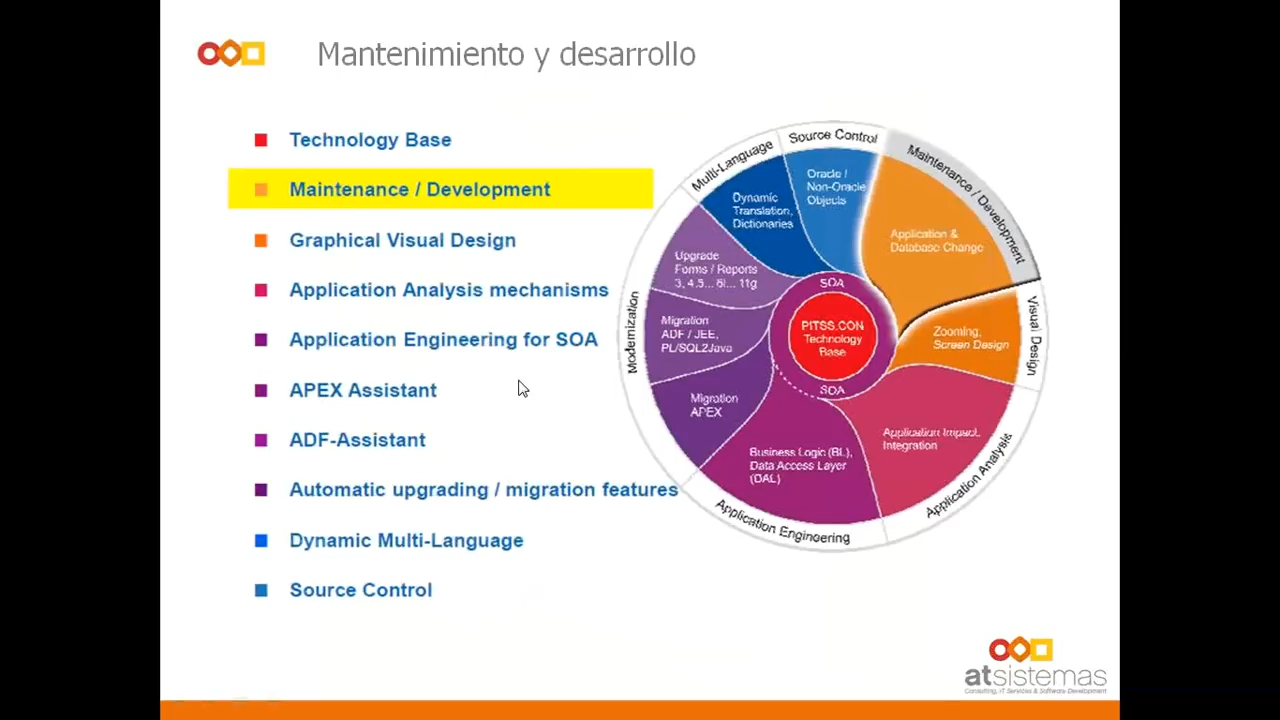 Mantenimiento y desarrollo
Technology Base
Maintenance / Development
Graphical Visual Design
Application Analysis mechanisms
Application Engineering for SOA
APEX Assistant
ADF-Assistant
Automatic upgrading / migration features
Dynamic Multi-Language
Source Control
Source Control
Oracle /
Non-Oracle
Objects
Maintenance / Development
Application &
Database Change
Visual Design
Zooming,
Screen Design
Application Analysis
Application Impact,
Integration
Application Engineering
Business Logic (BL),
Data Access Layer
(DAL)
Modernization
Migration
APEX
Migration
ADF / JEE,
PL/SQL2Java
Upgrade
Forms / Reports
3, 4.5... 6i... 11g
Multi-Language
Dynamic
Translation,
Dictionaries
SOA
PITSS.CON
Technology
Base
SOA
atsistemas
Consulting, IT Services & Software Development